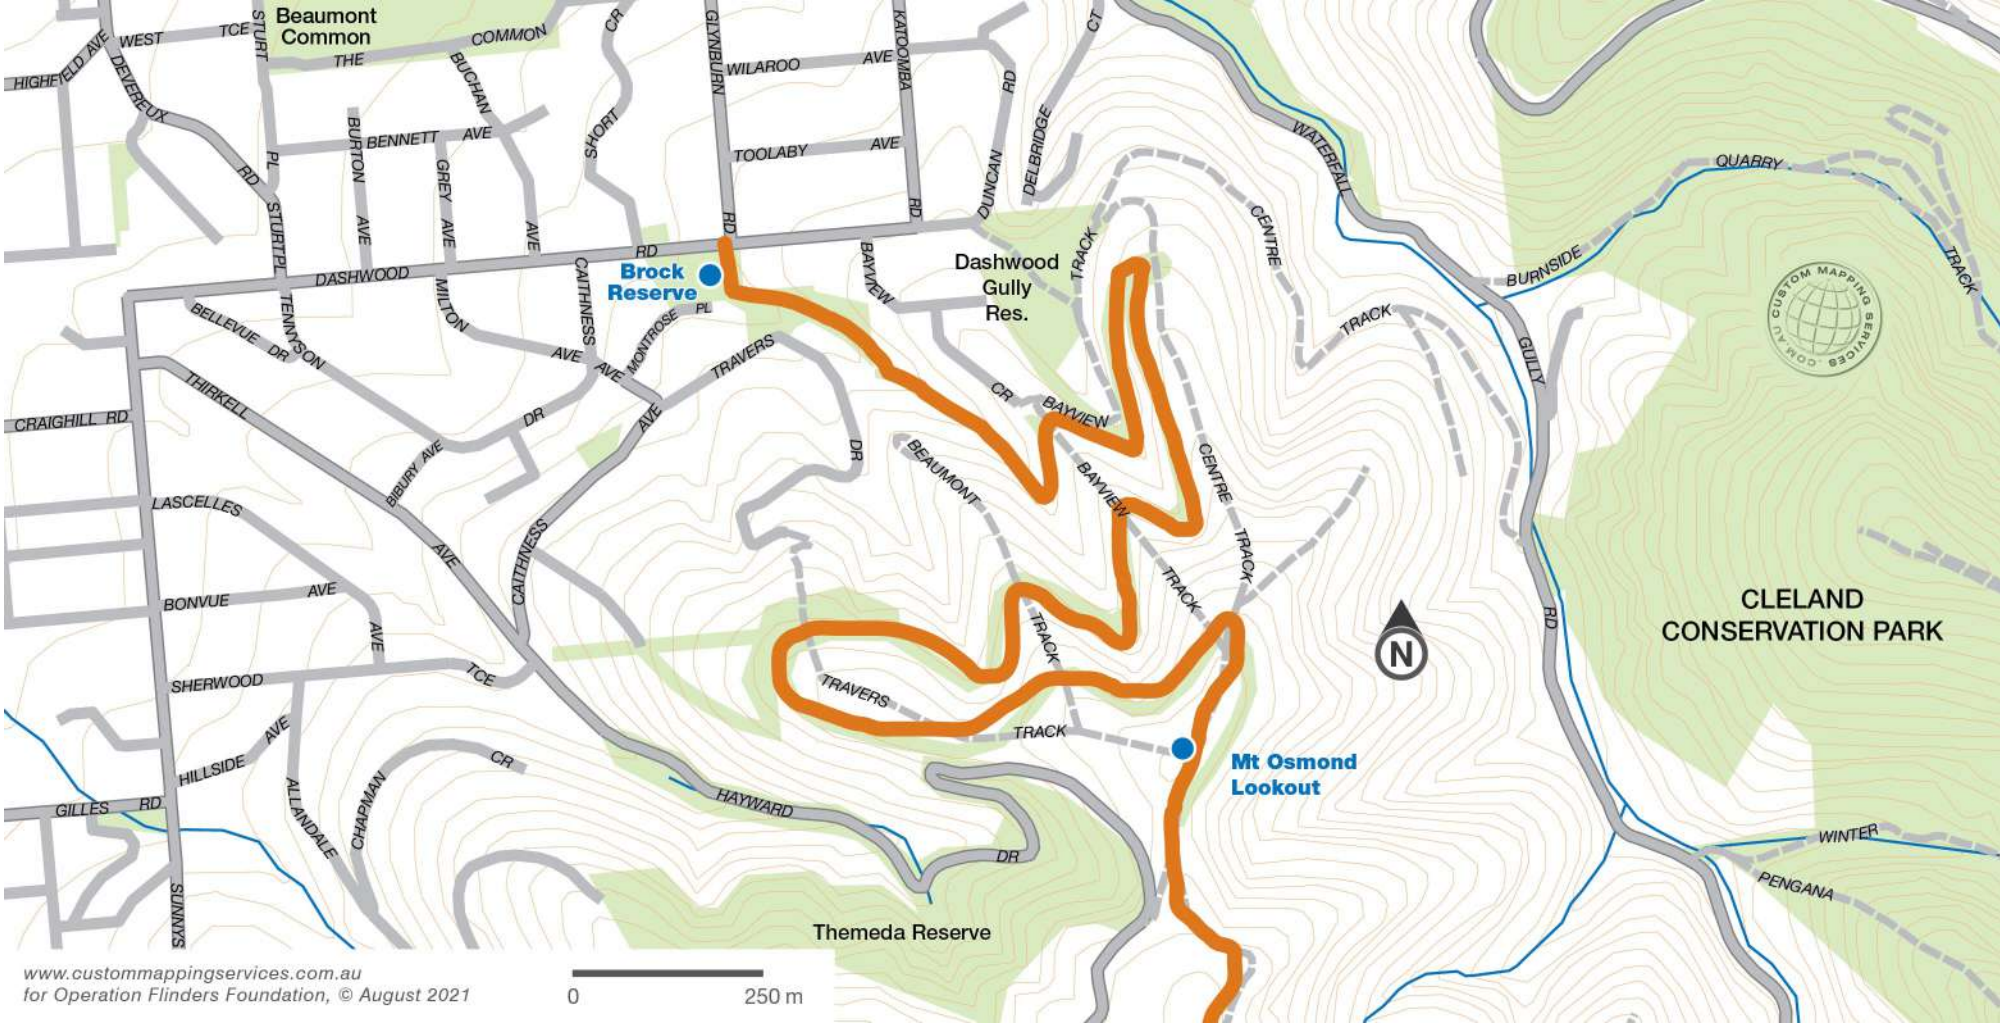 Beaumont
Common
WEST
TCE
STURT
PL
HIGHFIELD AVE
DEVEREUX
RD
THE
COMMON
BUCHAN
AVE
BURTON
AVE
BENNETT
AVE
GREY
AVE
SHORT
CR
GLYNBURN
RD
WILAROO
AVE
KATOOMBA
RD
TOOLABY
AVE
DUNCAN
RD
DELBRIDGE
CT
STURT PL
DASHWOOD
RD
Brock
Reserve
BELLEVUE DR
TENNYSON
DR
MILTON
AVE
CAITHNESS
AVE
MONTROSE
PL
TRAVERS
DR
BAYVIEW
CR
Dashwood
Gully
Res.
TRACK
CENTRE
TRACK
WATERFALL
GULLY
RD
BURNSIDE
QUARRY
TRACK
CUSTOM MAPPING SERVICES .COM.AU
THIRKELL
AVE
CRAIGHILL RD
BIBURY AVE
AVE
CAITHNESS
LASCELLES
AVE
BONVUE
AVE
SHERWOOD
TCE
HILLSIDE
AVE
ALLANDALE
CHAPMAN
CR
GILLES
RD
SUNNYS
BEAUMONT
TRACK
BAYVIEW
BAYVIEW
TRACK
CENTRE
TRACK
TRAVERS
TRACK
HAYWARD
DR
Mt Osmond
Lookout
N
CLELAND
CONSERVATION PARK
WINTER
PENGANA
Themeda Reserve
www.custommappingservices.com.au
for Operation Flinders Foundation, © August 2021
0
250 m